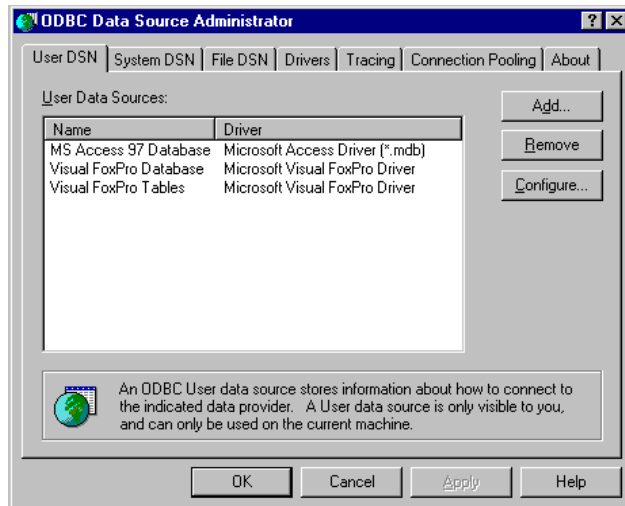 ODBC Data Source Administrator
User DSN System DSN File DSN Drivers Tracing Connection Pooling About
User Data Sources:
Name Driver
MS Access 97 Database Microsoft Access Driver (*.mdb)
Visual FoxPro Database Microsoft Visual FoxPro Driver
Visual FoxPro Tables Microsoft Visual FoxPro Driver
Add...
Remove
Configure...
An ODBC User data source stores information about how to connect to
the indicated data provider. A User data source is only visible to you,
and can only be used on the current machine.
OK Cancel Apply Help